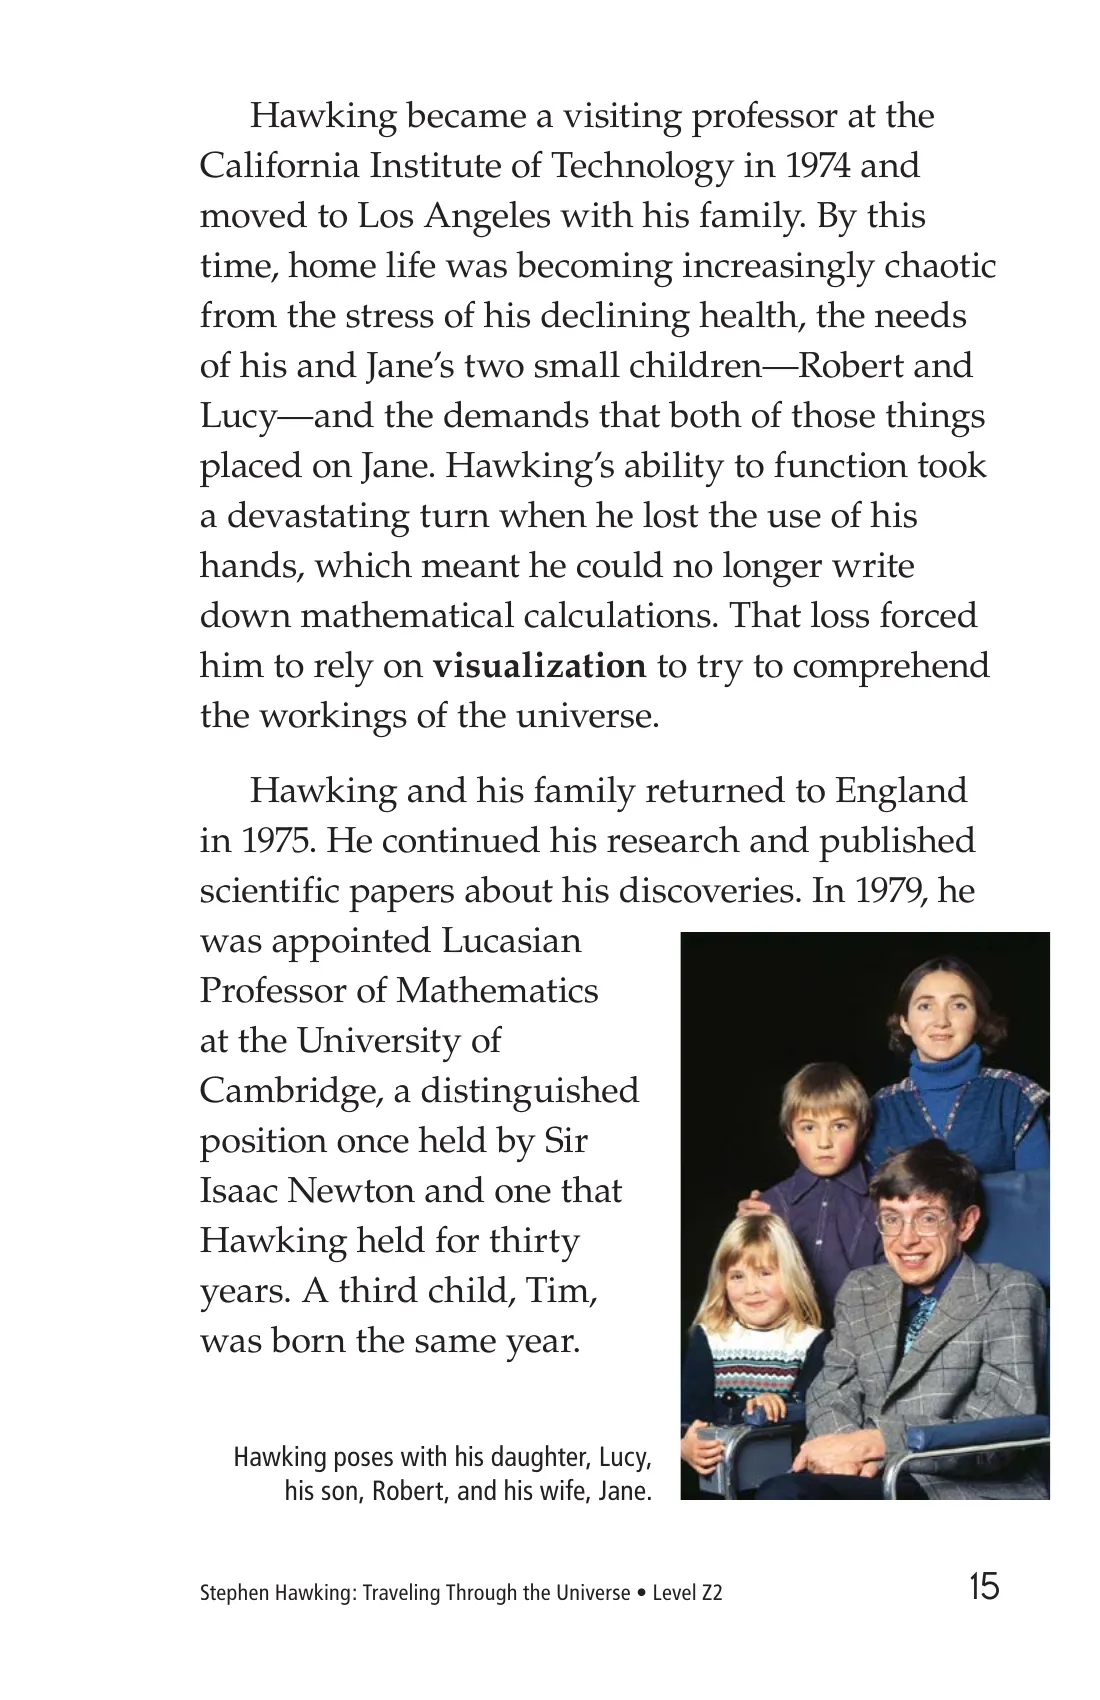 Hawking became a visiting professor at the
California Institute of Technology in 1974 and
moved to Los Angeles with his family. By this
time, home life was becoming increasingly chaotic
from the stress of his declining health, the needs
of his and Jane’s two small children—Robert and
Lucy—and the demands that both of those things
placed on Jane. Hawking’s ability to function took
a devastating turn when he lost the use of his
hands, which meant he could no longer write
down mathematical calculations. That loss forced
him to rely on visualization to try to comprehend
the workings of the universe.
Hawking and his family returned to England
in 1975. He continued his research and published
scientific papers about his discoveries. In 1979, he
was appointed Lucasian
Professor of Mathematics
at the University of
Cambridge, a distinguished
position once held by Sir
Isaac Newton and one that
Hawking held for thirty
years. A third child, Tim,
was born the same year.
Hawking poses with his daughter, Lucy,
his son, Robert, and his wife, Jane.
Stephen Hawking: Traveling Through the Universe • Level Z2
15